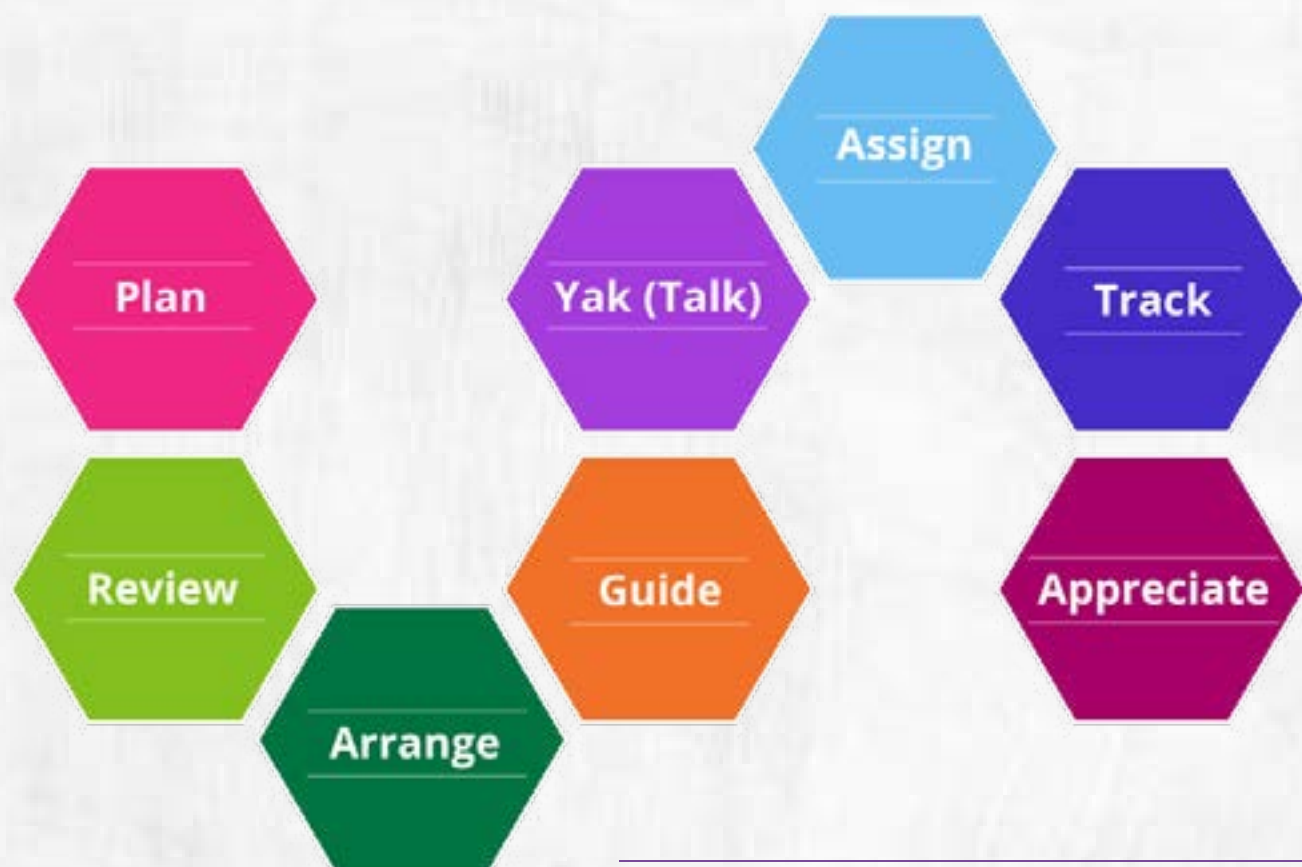 Plan
Review
Arrange
Guide
Yak (Talk)
Assign
Track
Appreciate